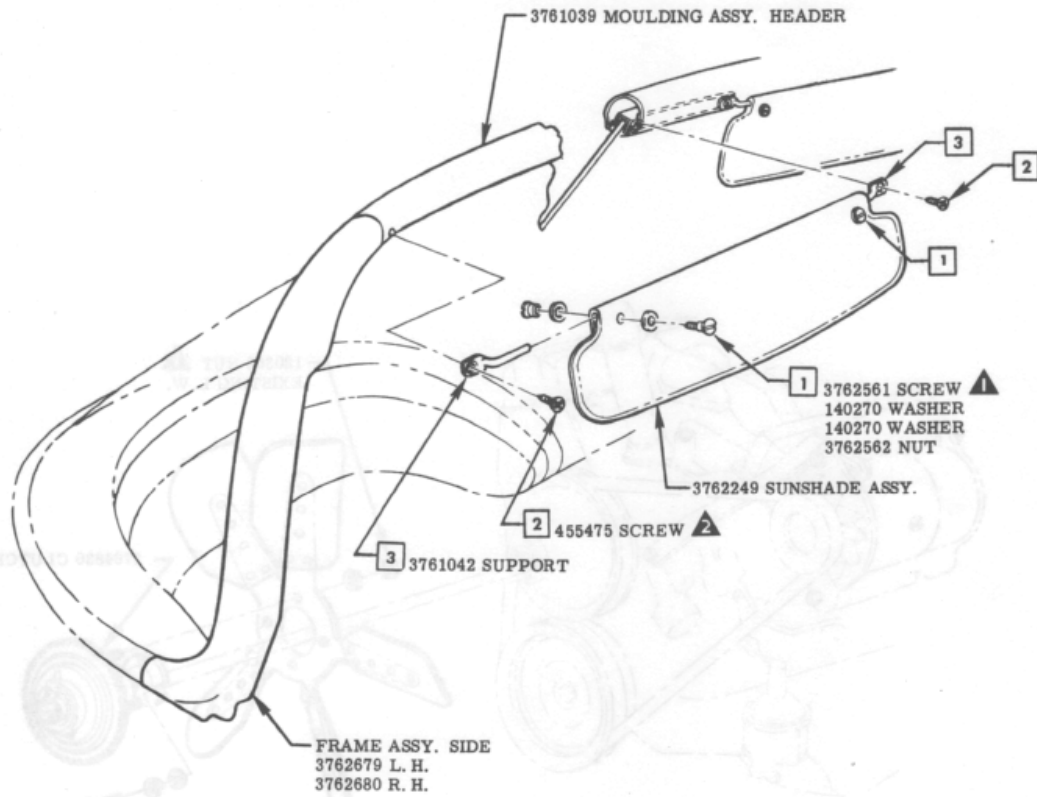 3761039 MOULDING ASSY. HEADER
3
2
1
1 3762561 SCREW 1
140270 WASHER
140270 WASHER
3762562 NUT
3762249 SUNSHADE ASSY.
2 455475 SCREW 2
3 3761042 SUPPORT
FRAME ASSY. SIDE
3762679 L. H.
3762680 R. H.